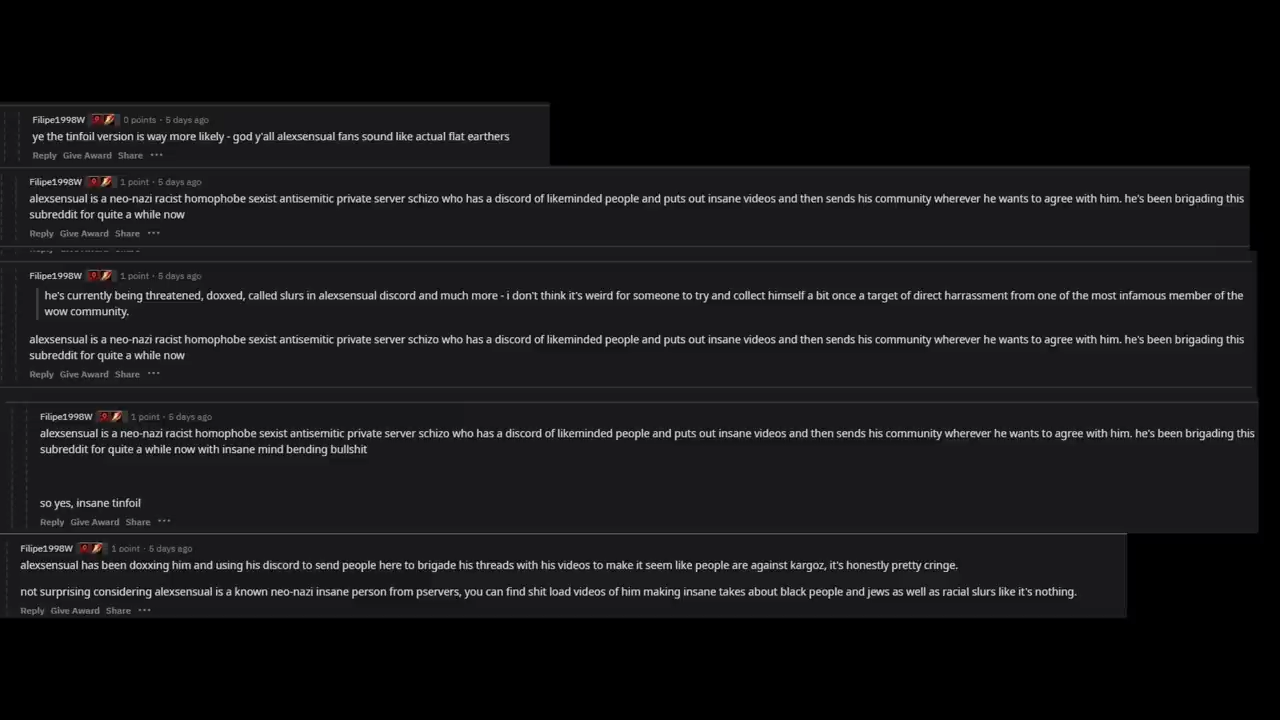 Filipe1998W 0 points · 5 days ago
ye the tinfoil version is way more likely - god y'all alexsensual fans sound like actual flat earthers
Reply Give Award Share •••
Filipe1998W 1 point · 5 days ago
alexsensual is a neo-nazi racist homophobe sexist antisemitic private server schizo who has a discord of likeminded people and puts out insane videos and then sends his community wherever he wants to agree with him. he's been brigading this
subreddit for quite a while now
Reply Give Award Share •••
Reply Give Award Share
Filipe1998W 1 point · 5 days ago
he's currently being threatened, doxxed, called slurs in alexsensual discord and much more - i don't think it's weird for someone to try and collect himself a bit once a target of direct harrassment from one of the most infamous member of the
wow community.
alexsensual is a neo-nazi racist homophobe sexist antisemitic private server schizo who has a discord of likeminded people and puts out insane videos and then sends his community wherever he wants to agree with him. he's been brigading this
subreddit for quite a while now
Reply Give Award Share •••
Filipe1998W 1 point · 5 days ago
alexsensual is a neo-nazi racist homophobe sexist antisemitic private server schizo who has a discord of likeminded people and puts out insane videos and then sends his community wherever he wants to agree with him. he's been brigading this
subreddit for quite a while now with insane mind bending bullshit
so yes, insane tinfoil
Reply Give Award Share •••
Filipe1998W 1 point · 5 days ago
alexsensual has been doxxing him and using his discord to send people here to brigade his threads with his videos to make it seem like people are against kargoz, it's honestly pretty cringe.
not surprising considering alexsensual is a known neo-nazi insane person from pservers, you can find shit load videos of him making insane takes about black people and jews as well as racial slurs like it's nothing.
Reply Give Award Share •••